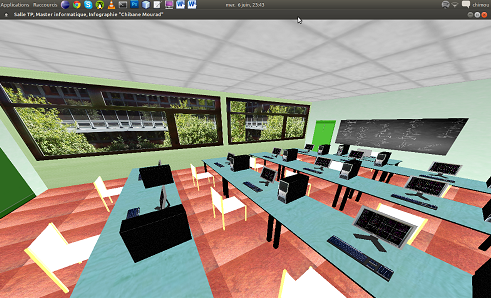 Applications Raccourcis mer. 6 juin, 23:43 chimou
Salle TP, Master informatique, Infographie "Chibane Mourad"